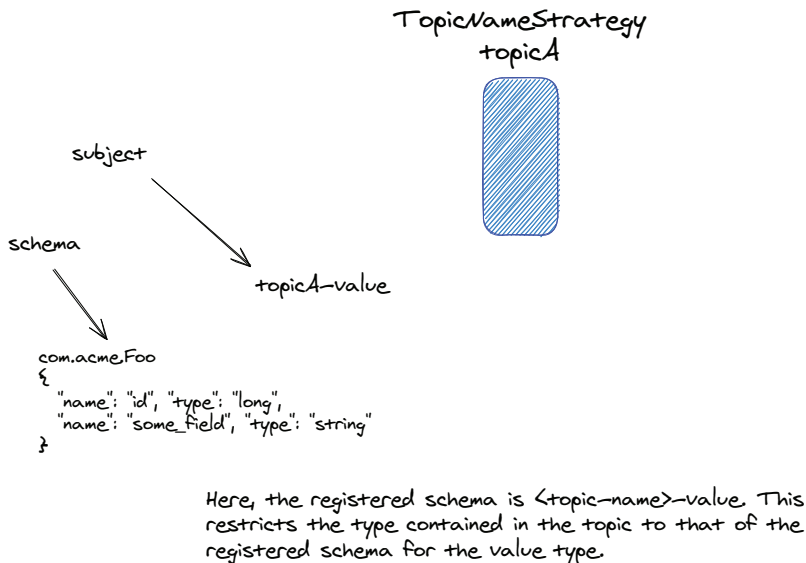 TopicNameStrategy
topicA
subject
schema
topicA-value
com.acme.Foo
{
"name": "id", "type": "long",
"name": "some_field", "type": "string"
}
Here, the registered schema is <topic-name>-value. This
restricts the type contained in the topic to that of the
registered schema for the value type.